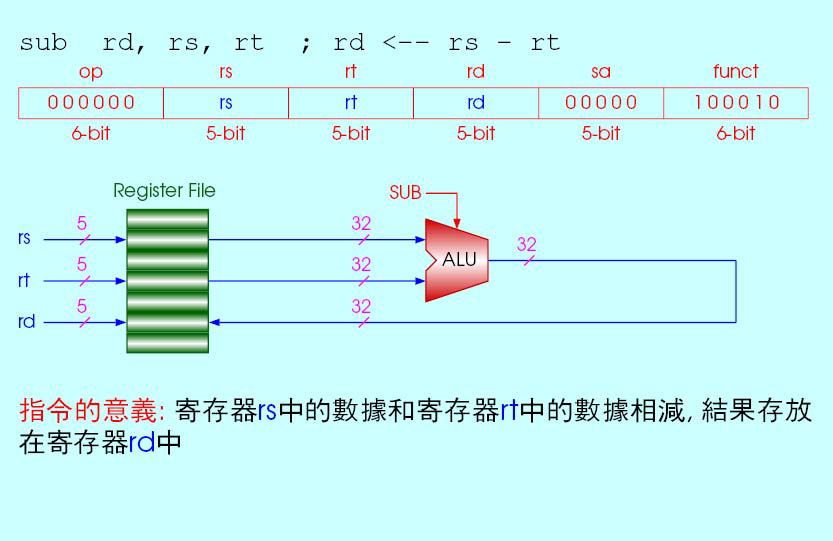 sub rd, rs, rt ; rd <-- rs - rt
op rs rt rd sa funct
000000 rs rt rd 00000 100010
6-bit 5-bit 5-bit 5-bit 5-bit 6-bit
Register File
SUB
rs 5 32
ALU 32
rt 5 32
rd 5 32
指令的意義: 寄存器rs中的數據和寄存器rt中的數據相減, 結果存放
在寄存器rd中